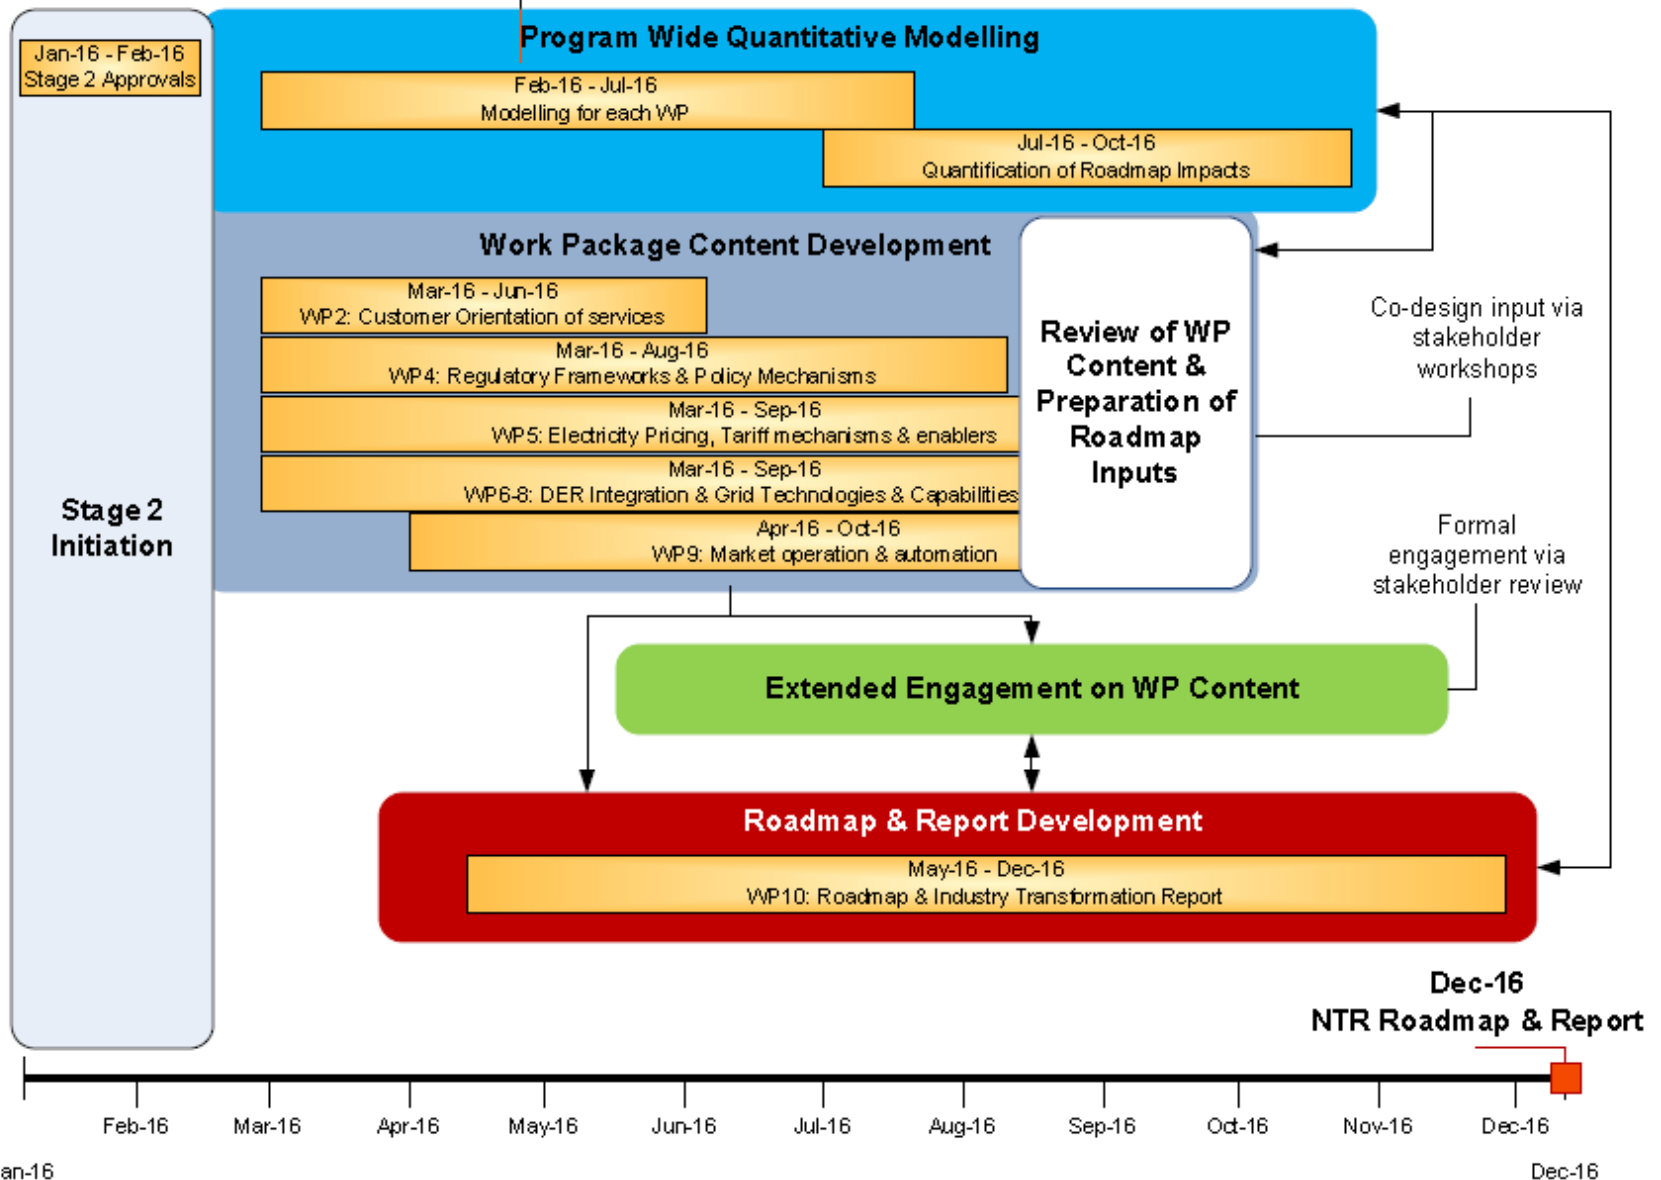 Jan-16 - Feb-16
Stage 2 Approvals
Stage 2
Initiation
Program Wide Quantitative Modelling
Feb-16 - Jul-16
Modelling for each WP
Jul-16 - Oct-16
Quantification of Roadmap Impacts
Work Package Content Development
Mar-16 - Jun-16
WP2: Customer Orientation of services
Mar-16 - Aug-16
WP4: Regulatory Frameworks & Policy Mechanisms
Mar-16 - Sep-16
WP5: Electricity Pricing, Tariff mechanisms & enablers
Mar-16 - Sep-16
WP6-8: DER Integration & Grid Technologies & Capabilities
Apr-16 - Oct-16
WP9: Market operation & automation
Review of WP
Content &
Preparation of
Roadmap
Inputs
Co-design input via
stakeholder
workshops
Formal
engagement via
stakeholder review
Extended Engagement on WP Content
Roadmap & Report Development
May-16 - Dec-16
WP10: Roadmap & Industry Transformation Report
Dec-16
NTR Roadmap & Report
Feb-16 Mar-16 Apr-16 May-16 Jun-16 Jul-16 Aug-16 Sep-16 Oct-16 Nov-16 Dec-16
an-16 Dec-16